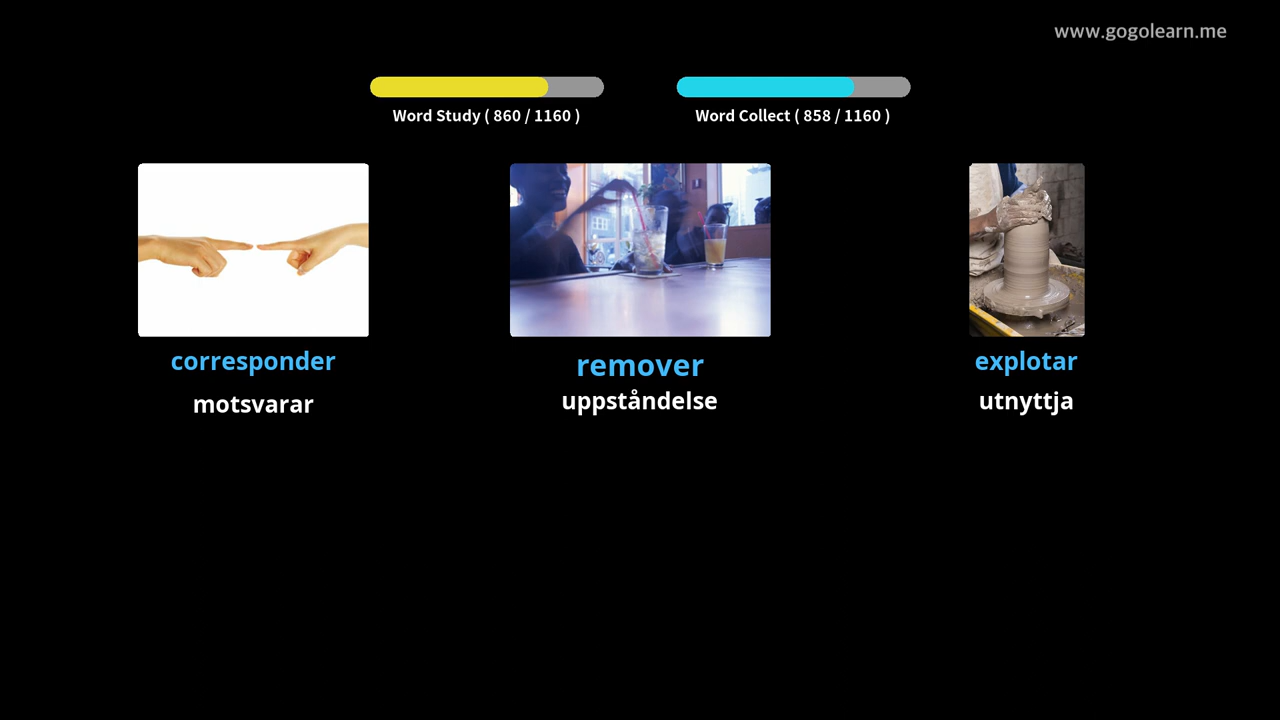 www.gogolearn.me
Word Study ( 860 / 1160 )
Word Collect ( 858 / 1160 )
corresponder
remover
explotar
motsvarar
uppståndelse
utnyttja